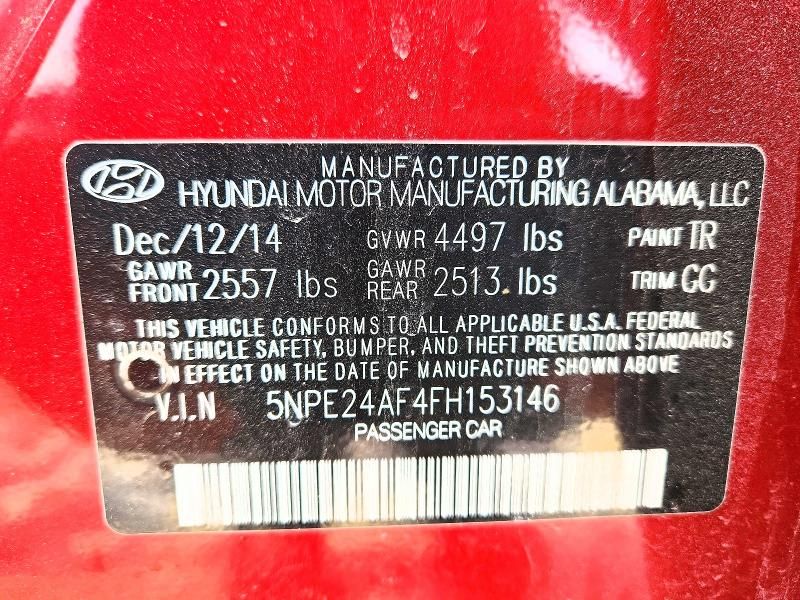 MANUFACTURED BY
HYUNDAI MOTOR MANUFACTURING ALABAMA, LLC
Dec/12/14 GVWR 4497 lbs PAINT TR
GAWR FRONT 2557 lbs GAWR REAR 2513 lbs TRIM GG
THIS VEHICLE CONFORMS TO ALL APPLICABLE U.S.A. FEDERAL
MOTOR VEHICLE SAFETY, BUMPER, AND THEFT PREVENTION STANDARDS
IN EFFECT ON THE DATE OF MANUFACTURE SHOWN ABOVE
V.I.N 5NPE24AF4FH153146
PASSENGER CAR